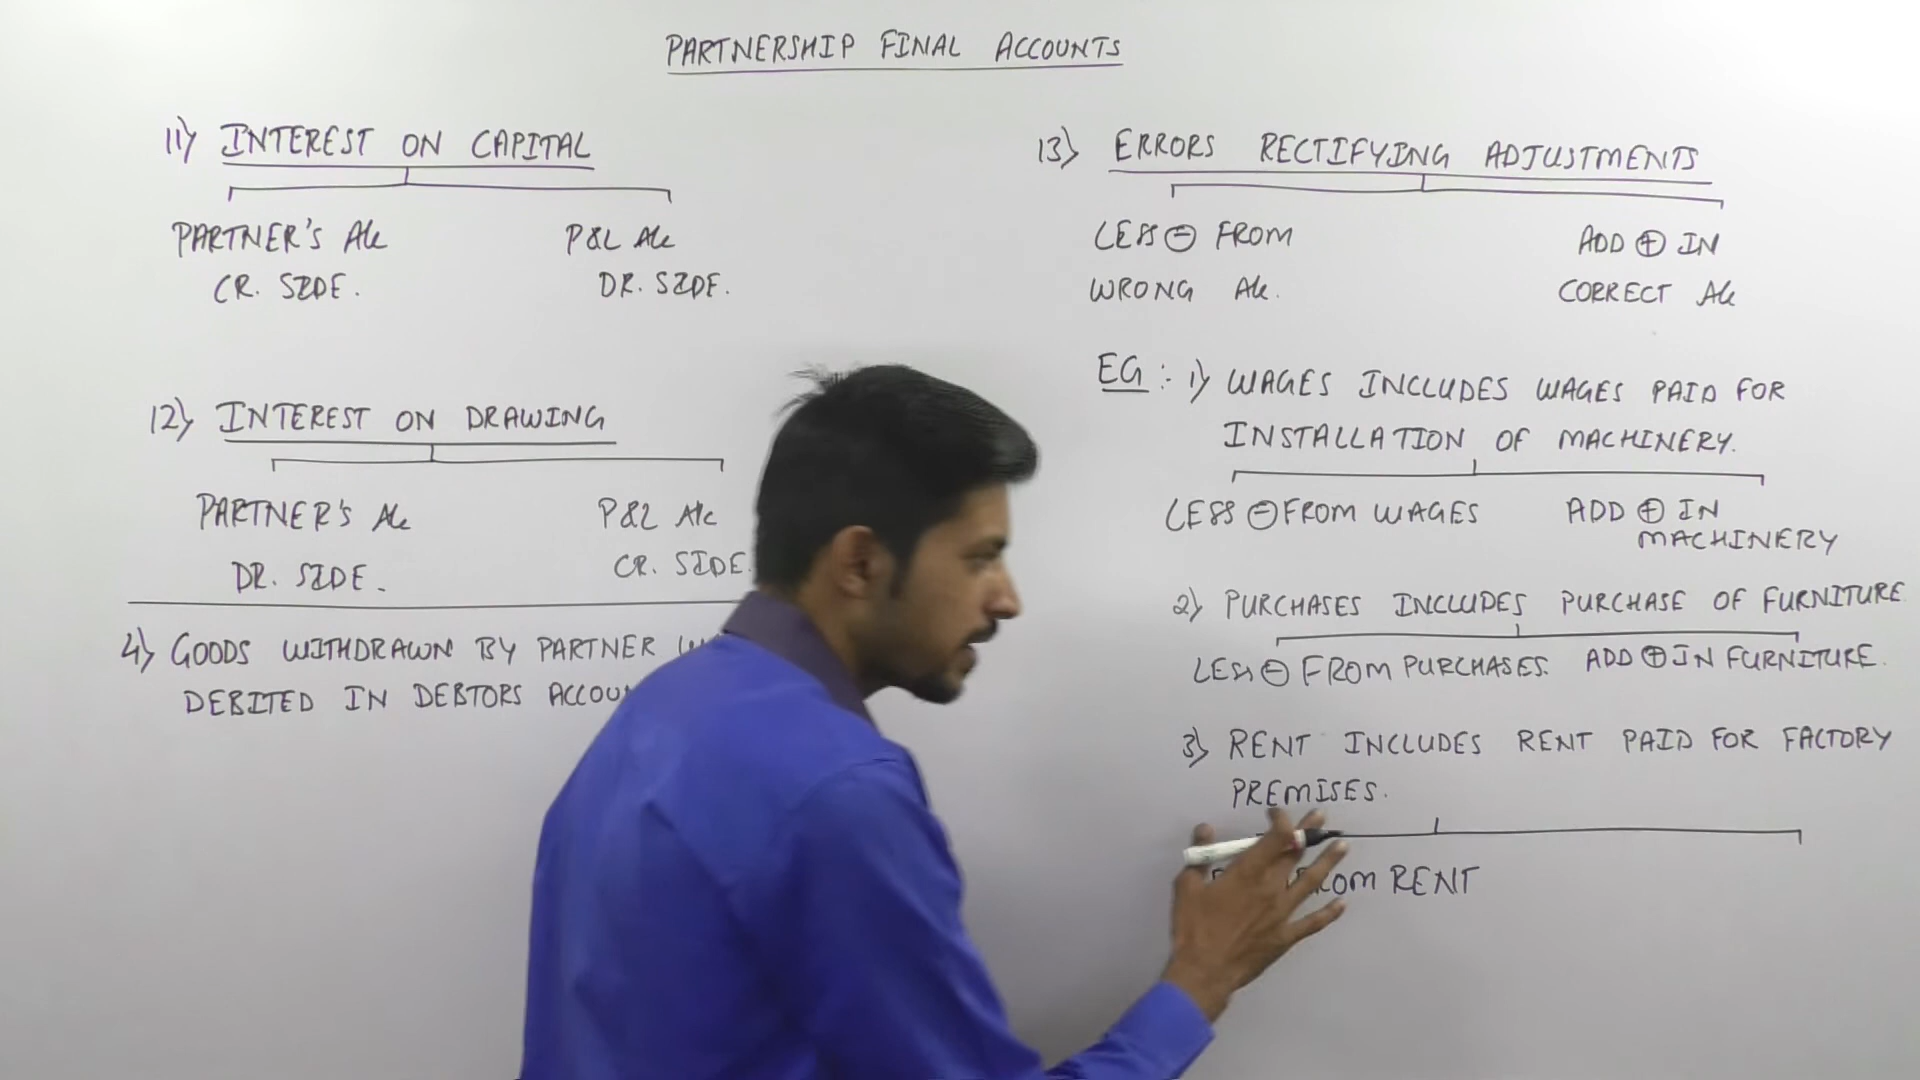 PARTNERSHIP FINAL ACCOUNTS
11) INTEREST ON CAPITAL
PARTNER'S A/c
CR. SIDE.
P&L A/c
DR. SIDE.
12) INTEREST ON DRAWING
PARTNER'S A/c
DR. SIDE.
P&L A/c
CR. SIDE.
4) GOODS WITHDRAWN BY PARTNER
DEBITED IN DEBTORS
13) ERRORS RECTIFYING ADJUSTMENTS
LESS ⊖ FROM
WRONG A/c.
ADD ⊕ IN
CORRECT A/c
EG :- 1) WAGES INCLUDES WAGES PAID FOR
INSTALLATION OF MACHINERY.
LESS ⊖ FROM WAGES
ADD ⊕ IN
MACHINERY
2) PURCHASES INCLUDES PURCHASE OF FURNITURE
LESS ⊖ FROM PURCHASES.
ADD ⊕ IN FURNITURE.
3) RENT INCLUDES RENT PAID FOR FACTORY
PREMISES.
RENT